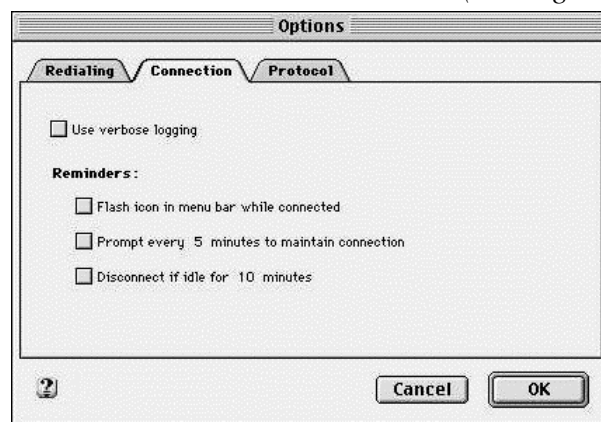 Options
Redialing Connection Protocol
Use verbose logging
Reminders:
Flash icon in menu bar while connected
Prompt every 5 minutes to maintain connection
Disconnect if idle for 10 minutes
?
Cancel OK